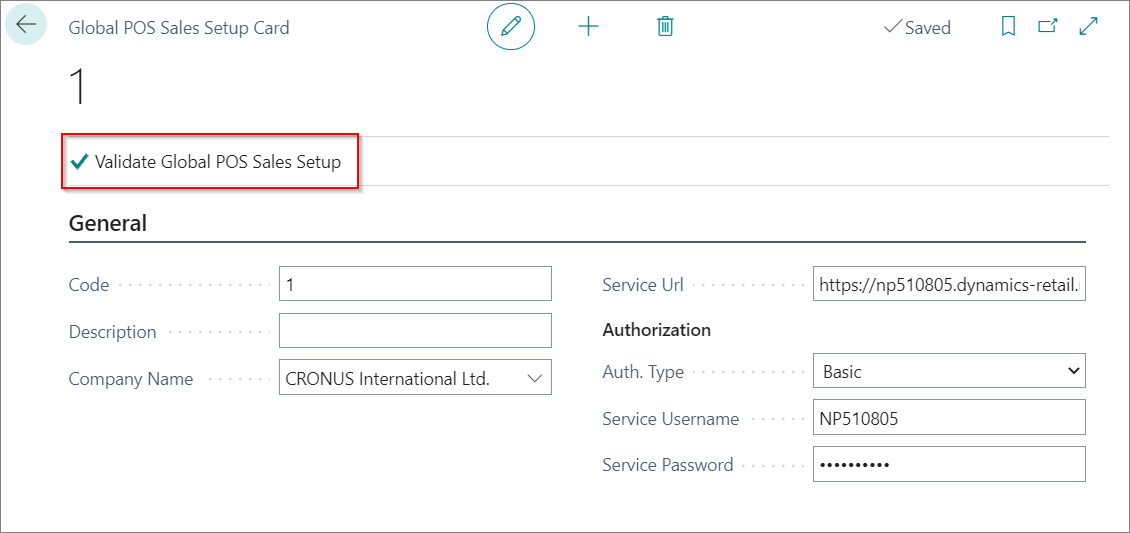 Global POS Sales Setup Card
Saved
1
Validate Global POS Sales Setup
General
Code
1
Description
Company Name
CRONUS International Ltd.
Service Url
https://np510805.dynamics-retail.
Authorization
Auth. Type
Basic
Service Username
NP510805
Service Password
••••••••••